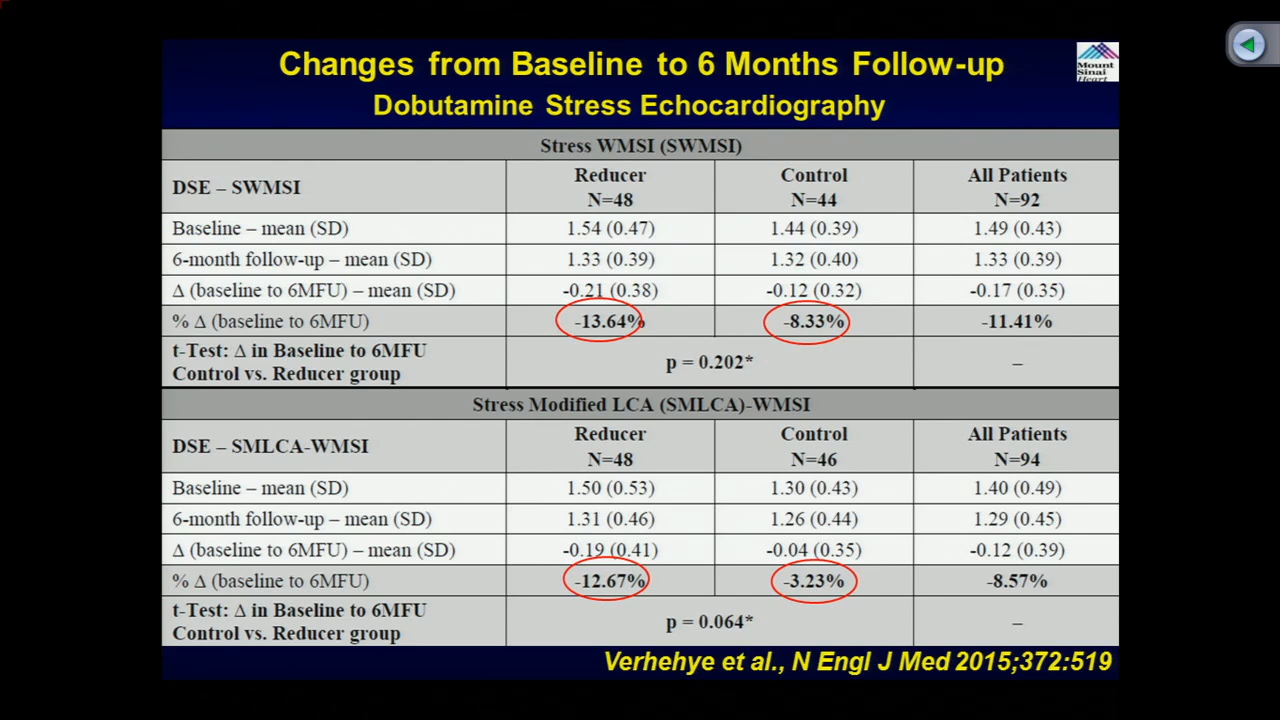 Changes from Baseline to 6 Months Follow-up
Mount
Sinai
Heart
Dobutamine Stress Echocardiography
Stress WMSI (SWMSI)
DSE – SWMSI Reducer N=48 Control N=44 All Patients N=92
Baseline – mean (SD) 1.54 (0.47) 1.44 (0.39) 1.49 (0.43)
6-month follow-up – mean (SD) 1.33 (0.39) 1.32 (0.40) 1.33 (0.39)
Δ (baseline to 6MFU) – mean (SD) -0.21 (0.38) -0.12 (0.32) -0.17 (0.35)
% Δ (baseline to 6MFU) -13.64% -8.33% -11.41%
t-Test: Δ in Baseline to 6MFU
Control vs. Reducer group p = 0.202* –
Stress Modified LCA (SMLCA)-WMSI
DSE – SMLCA-WMSI Reducer N=48 Control N=46 All Patients N=94
Baseline – mean (SD) 1.50 (0.53) 1.30 (0.43) 1.40 (0.49)
6-month follow-up – mean (SD) 1.31 (0.46) 1.26 (0.44) 1.29 (0.45)
Δ (baseline to 6MFU) – mean (SD) -0.19 (0.41) -0.04 (0.35) -0.12 (0.39)
% Δ (baseline to 6MFU) -12.67% -3.23% -8.57%
t-Test: Δ in Baseline to 6MFU
Control vs. Reducer group p = 0.064* –
Verhehye et al., N Engl J Med 2015;372:519